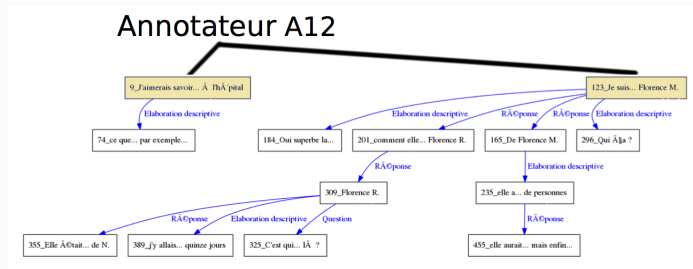 Annotateur A12
9_J'aimerais savoir... Ã  l'hÃ´pital
123_Je suis... Florence M.
Elaboration descriptive
Elaboration descriptive
RÃ©ponse
RÃ©ponse
Elaboration descriptive
74_ce que... par exemple...
184_Oui superbe la...
201_comment elle... Florence R.
165_De Florence M.
296_Qui Ã§a ?
RÃ©ponse
Elaboration descriptive
309_Florence R.
235_elle a... de personnes
RÃ©ponse
Elaboration descriptive
Question
RÃ©ponse
355_Elle Ã©tait... de N.
389_j'y allais... quinze jours
325_C'est qui... lÃ  ?
455_elle aurait... mais enfin...